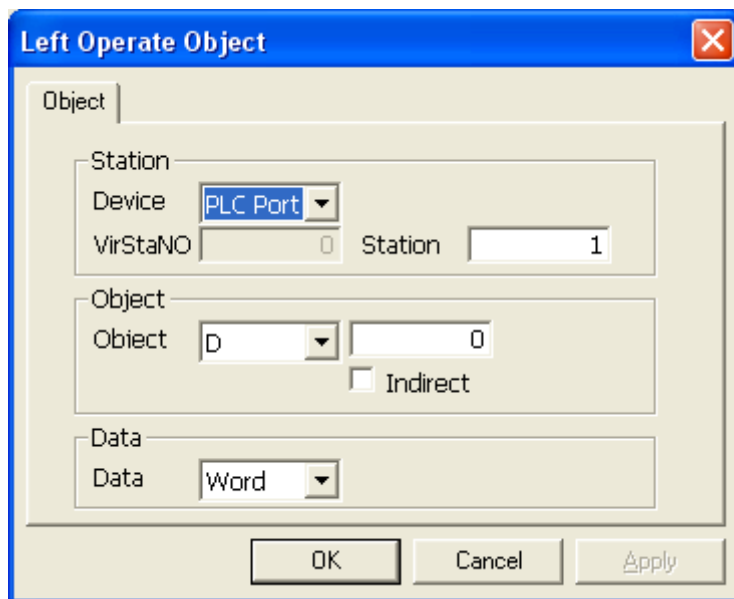 Left Operate Object
Object
Station
Device PLC Port
VirStaNO 0 Station 1
Object
Obiect D 0
Indirect
Data
Data Word
OK Cancel Apply